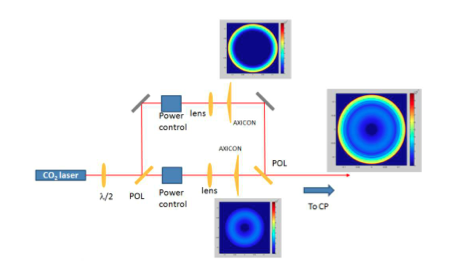 Power
control
lens
AXICON
AXICON
CO2 laser
λ/2
POL
Power
control
lens
POL
To CP